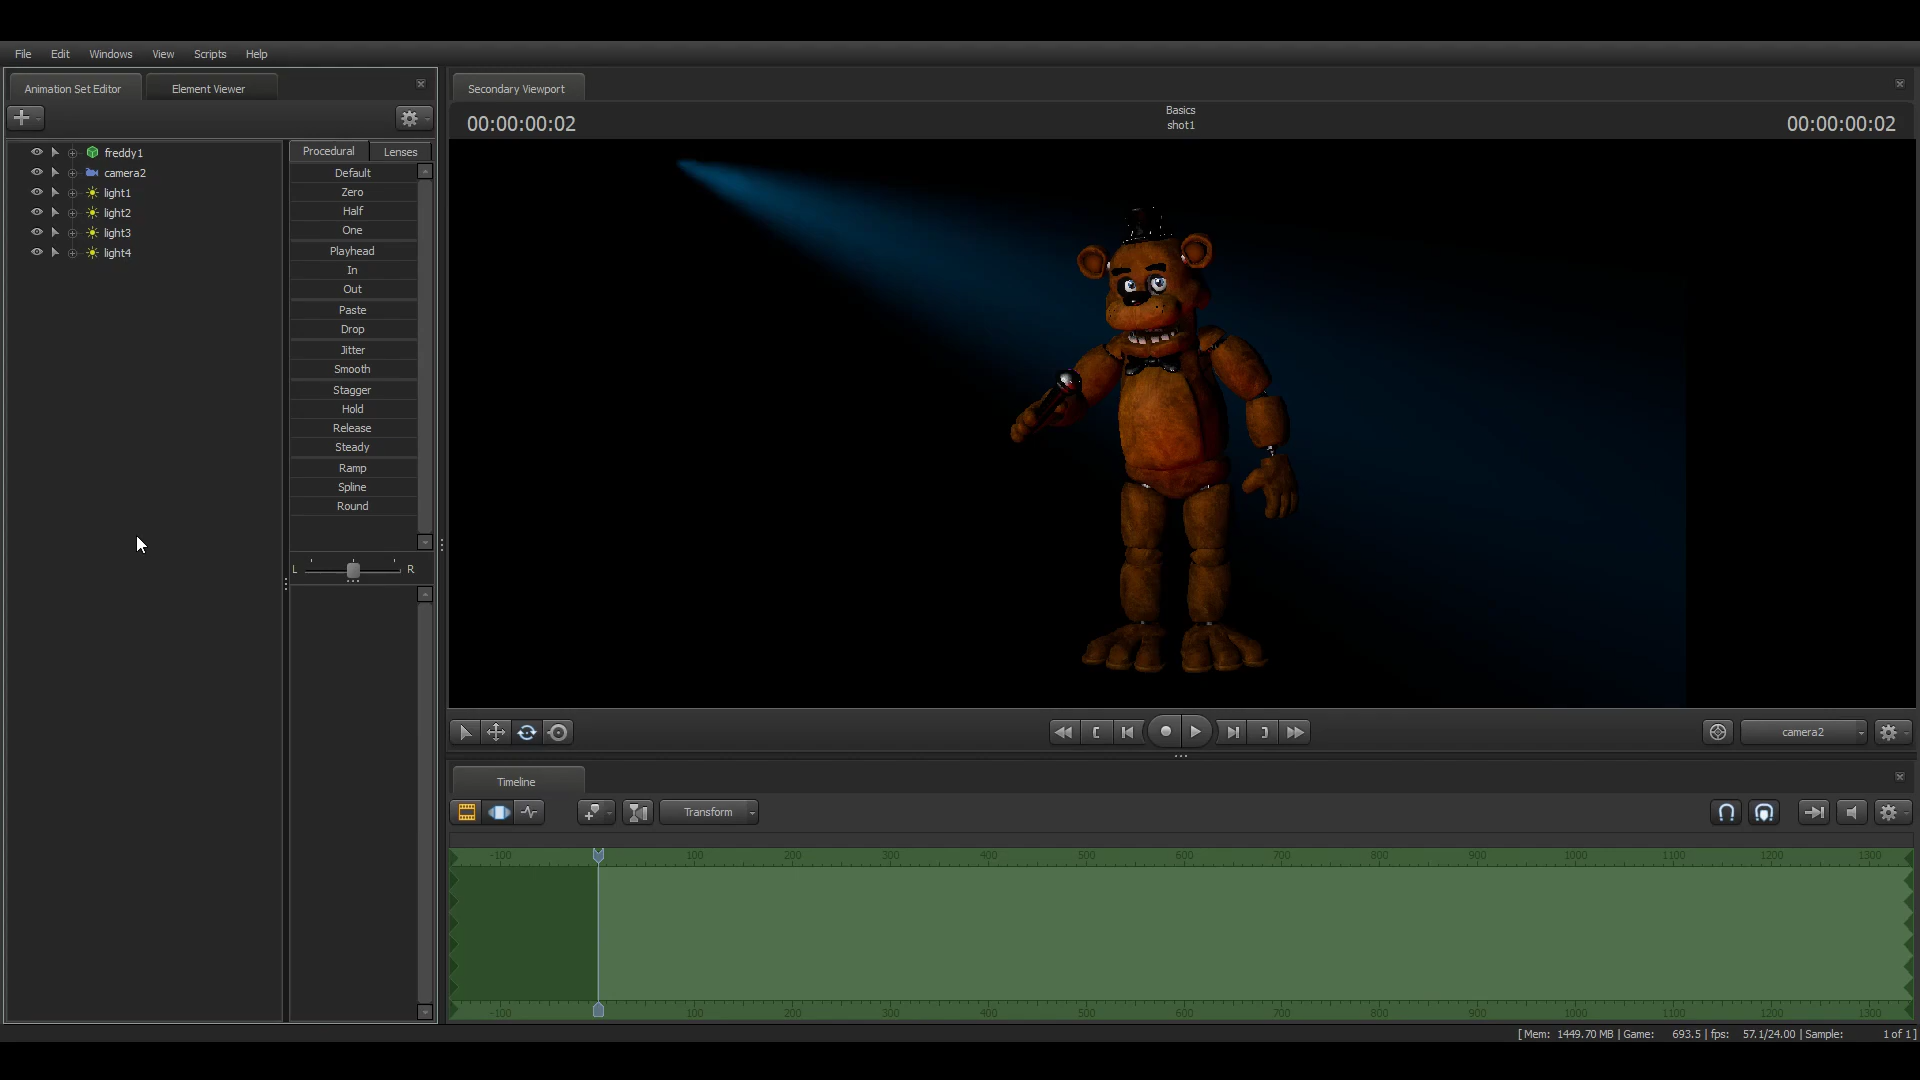 File Edit Windows View Scripts Help
Animation Set Editor Element Viewer
freddy1
camera2
light1
light2
light3
light4
Procedural Lenses
Default
Zero
Half
One
Playhead
In
Out
Paste
Drop
Jitter
Smooth
Stagger
Hold
Release
Steady
Ramp
Spline
Round
L R
Secondary Viewport
00:00:00:02
Basics
shot1
00:00:00:02
camera2
Timeline
Transform
-100 100 200 300 400 500 600 700 800 900 1000 1100 1200 1300
-100 100 200 300 400 500 600 700 800 900 1000 1100 1200 1300
[ Mem: 1449.70 MB | Game: 693.5 | fps: 57.1/24.00 | Sample: 1 of 1 ]